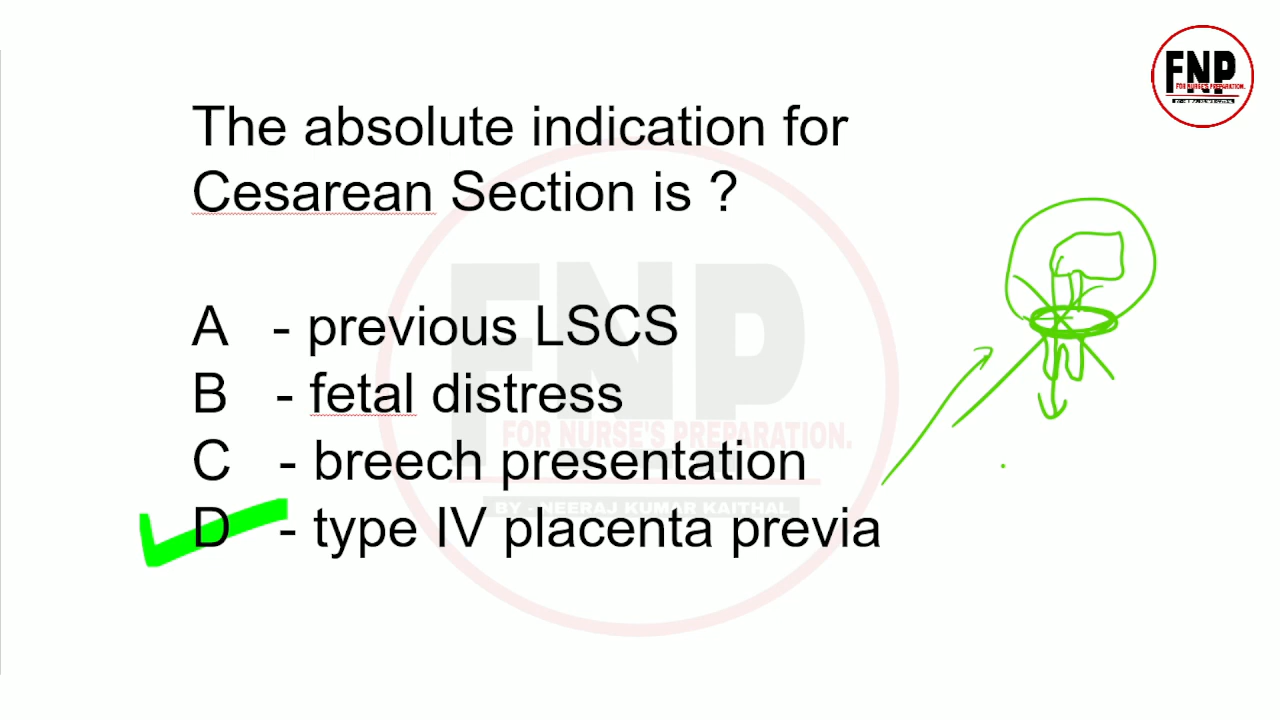 FNP
FOR NURSE'S PREPARATION.
The absolute indication for
Cesarean Section is ?
A - previous LSCS
B - fetal distress
C - breech presentation
D - type IV placenta previa
FNP
FOR NURSE'S PREPARATION.
BY - NEERAJ KUMAR KAITHAL